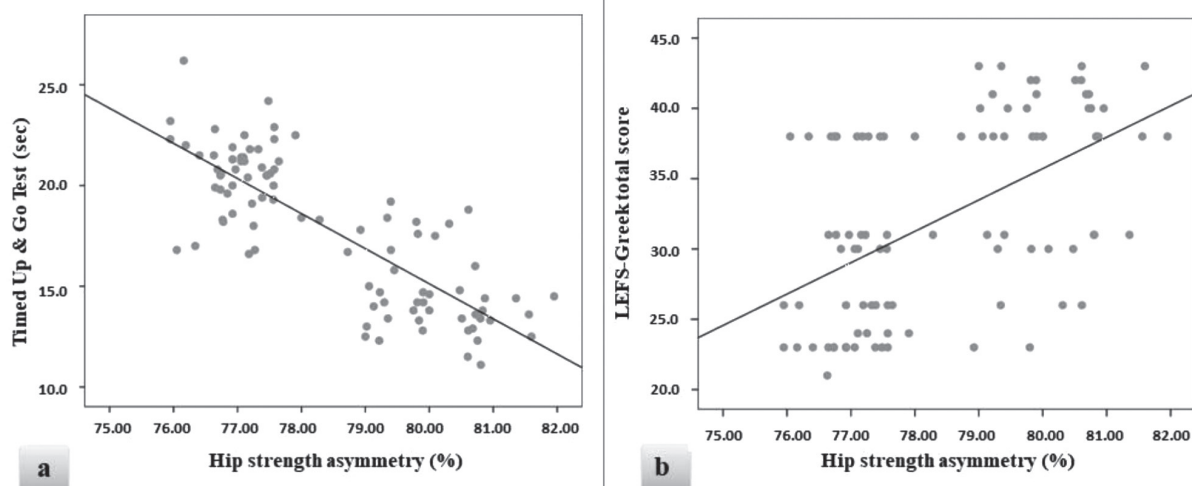 Timed Up & Go Test (sec)
25.0
20.0
15.0
10.0
75.00 76.00 77.00 78.00 79.00 80.00 81.00 82.00
Hip strength asymmetry (%)
a
LEFS-Greek total score
45.0
40.0
35.0
30.0
25.0
20.0
75.00 76.00 77.00 78.00 79.00 80.00 81.00 82.00
Hip strength asymmetry (%)
b